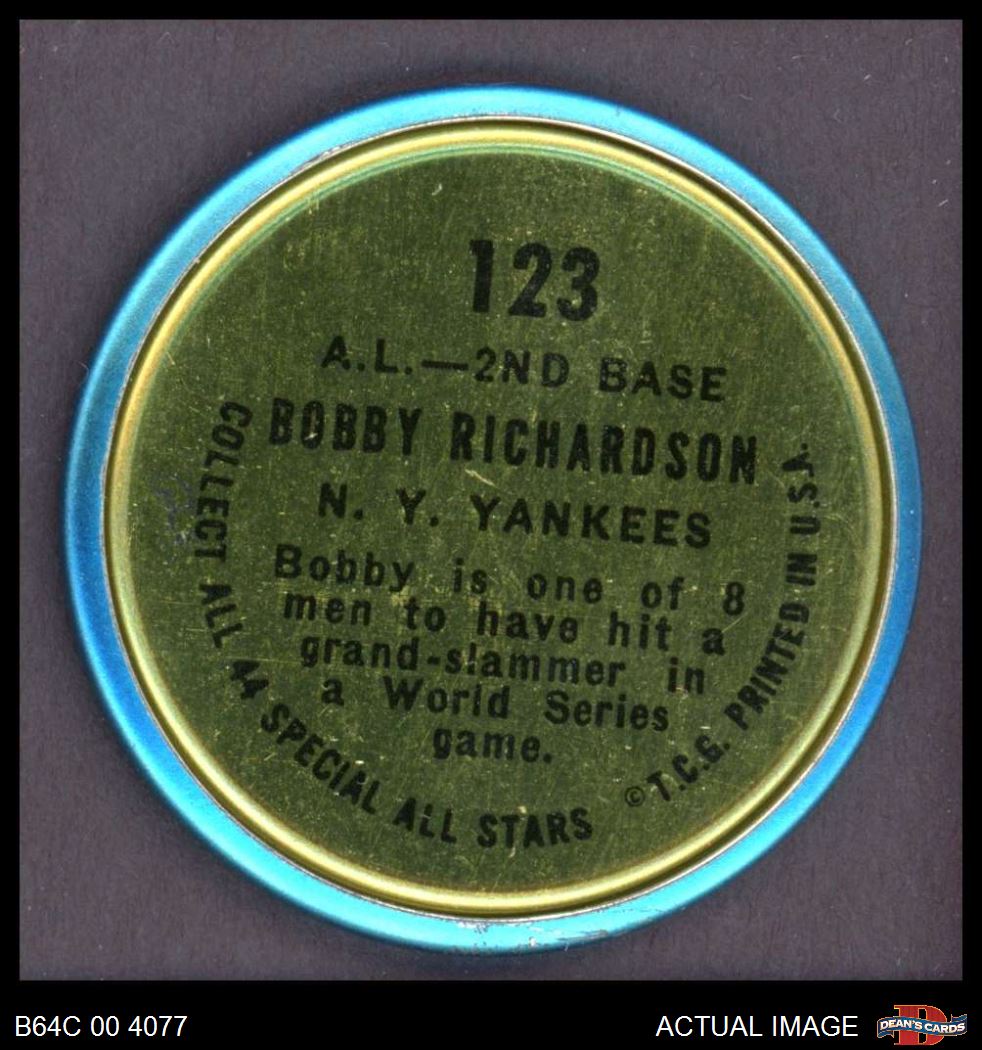 123
A.L.—2ND BASE
BOBBY RICHARDSON
N. Y. YANKEES
Bobby is one of 8
men to have hit a
grand-slammer in
a World Series
game.
COLLECT ALL 44 SPECIAL ALL STARS
© T.C.G. PRINTED IN U.S.A.
B64C 00 4077
ACTUAL IMAGE
DEAN'S CARDS